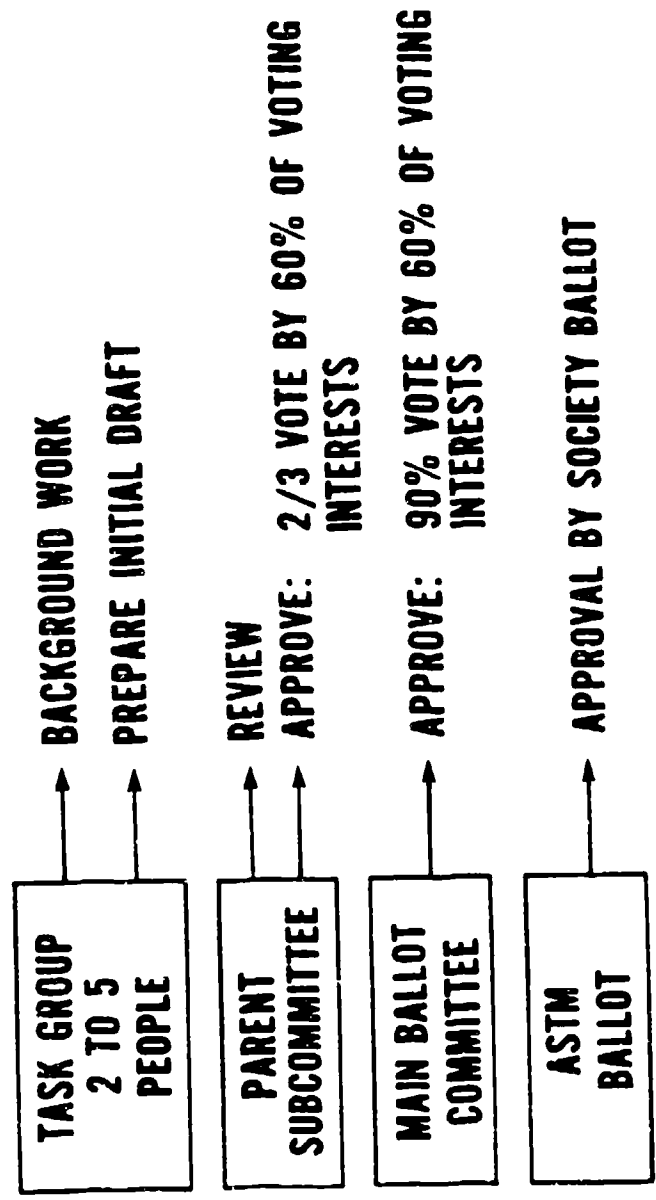 TASK GROUP
2 TO 5
PEOPLE
BACKGROUND WORK
PREPARE INITIAL DRAFT
PARENT
SUBCOMMITTEE
REVIEW
APPROVE: 2/3 VOTE BY 60% OF VOTING
INTERESTS
MAIN BALLOT
COMMITTEE
APPROVE: 90% VOTE BY 60% OF VOTING
INTERESTS
ASTM
BALLOT
APPROVAL BY SOCIETY BALLOT